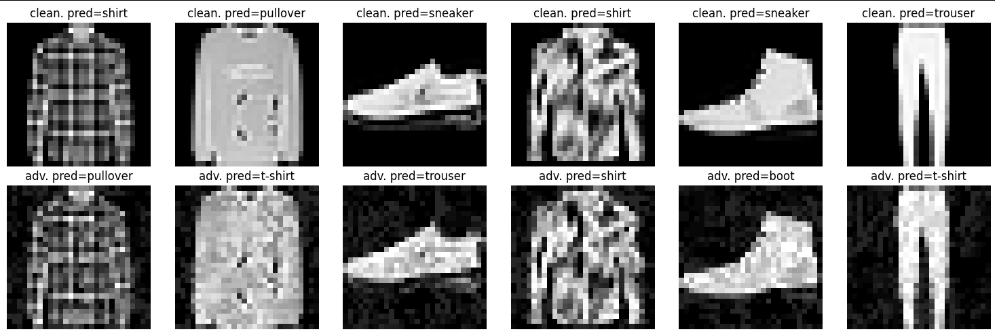 clean. pred=shirt
clean. pred=pullover
clean. pred=sneaker
clean. pred=shirt
clean. pred=sneaker
clean. pred=trouser
adv. pred=pullover
adv. pred=t-shirt
adv. pred=trouser
adv. pred=shirt
adv. pred=boot
adv. pred=t-shirt